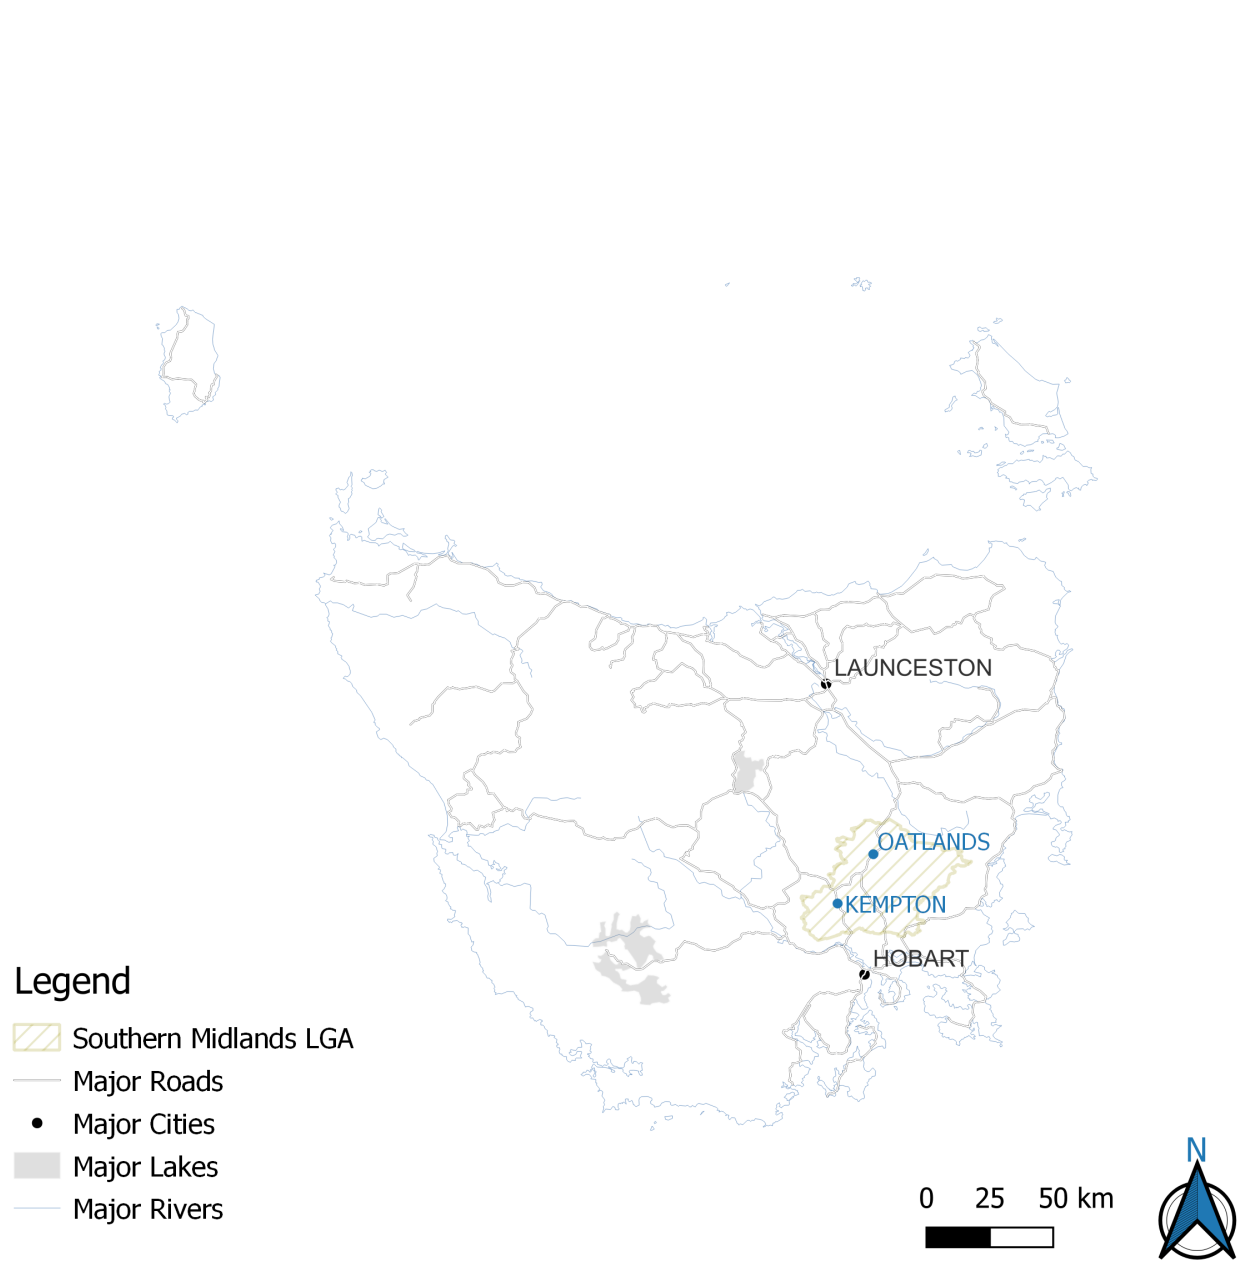 LAUNCESTON
OATLANDS
KEMPTON
HOBART
Legend
Southern Midlands LGA
Major Roads
Major Cities
Major Lakes
Major Rivers
N
0 25 50 km